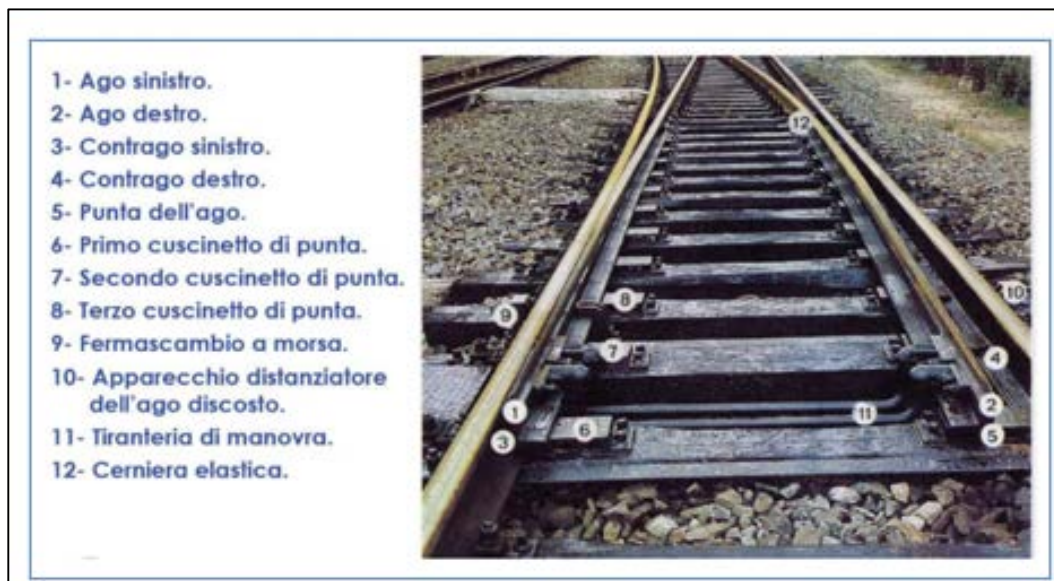 1- Ago sinistro.
2- Ago destro.
3- Contrago sinistro.
4- Contrago destro.
5- Punta dell'ago.
6- Primo cuscinetto di punta.
7- Secondo cuscinetto di punta.
8- Terzo cuscinetto di punta.
9- Fermascambio a morsa.
10- Apparecchio distanziatore
dell'ago discosto.
11- Tiranteria di manovra.
12- Cerniera elastica.
12
10
8
9
7
4
1
11
2
6
3
5